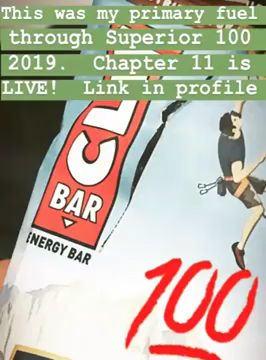 This was my primary fuel
through Superior 100
2019.  Chapter 11 is
LIVE!  Link in profile
CL
BAR
ENERGY BAR
100